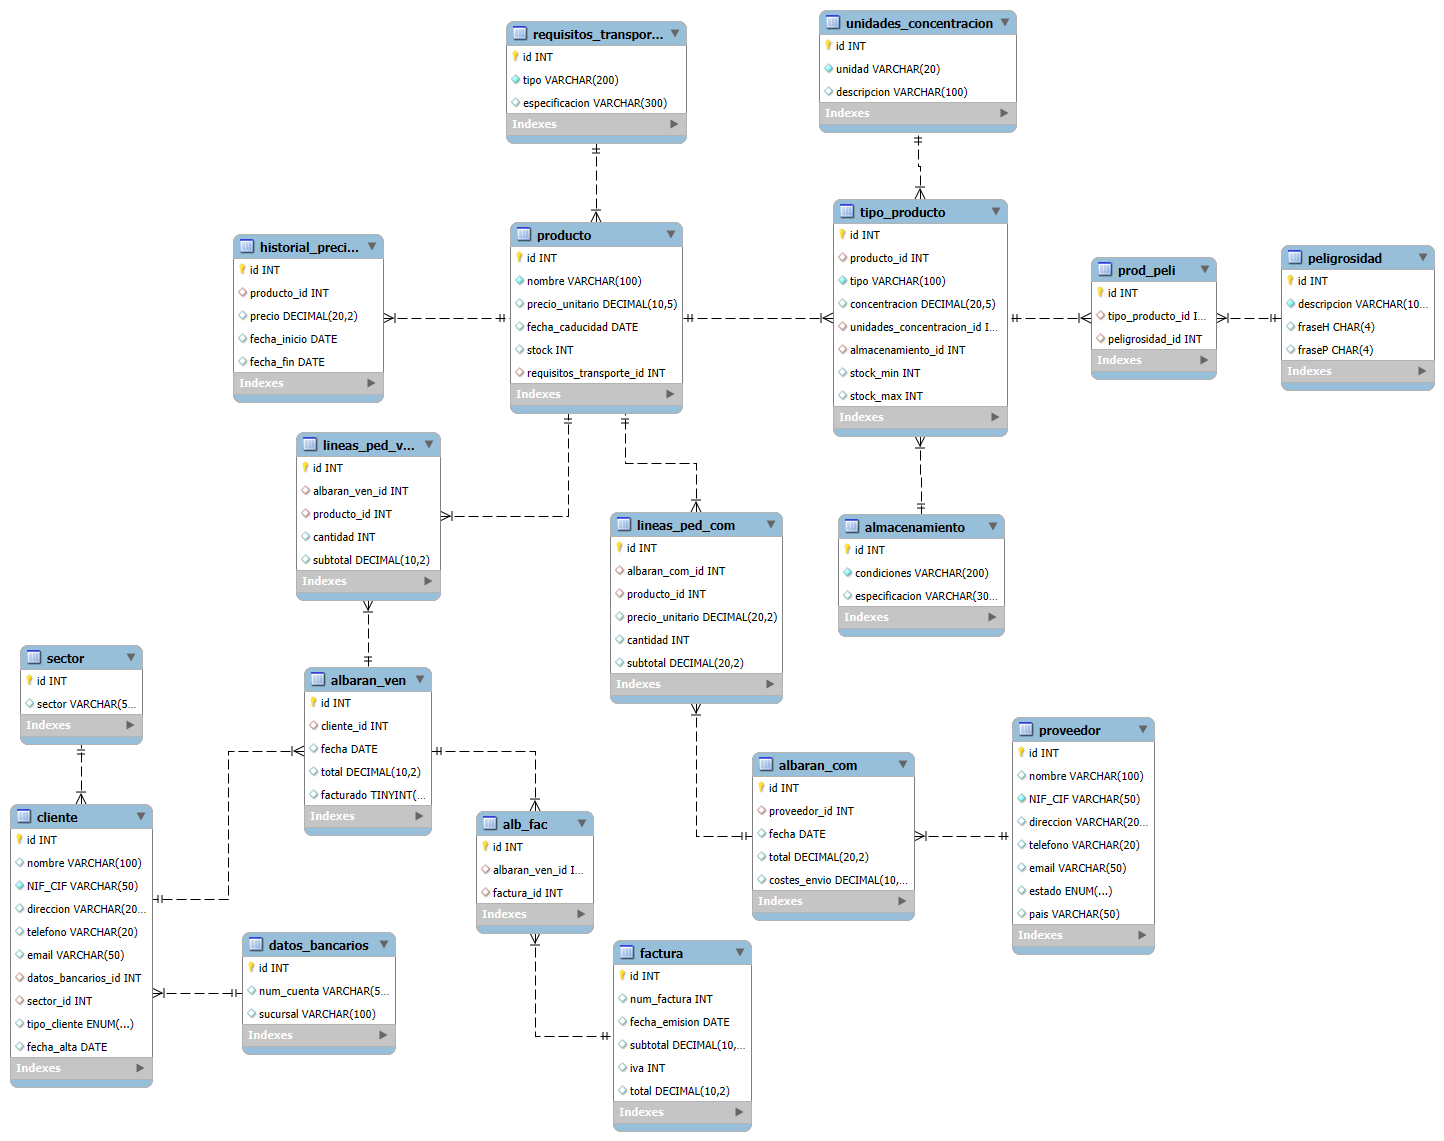 requisitos_transpor...
id INT
tipo VARCHAR(200)
especificacion VARCHAR(300)
Indexes
unidades_concentracion
id INT
unidad VARCHAR(20)
descripcion VARCHAR(100)
Indexes
historial_preci...
id INT
producto_id INT
precio DECIMAL(20,2)
fecha_inicio DATE
fecha_fin DATE
Indexes
producto
id INT
nombre VARCHAR(100)
precio_unitario DECIMAL(10,5)
fecha_caducidad DATE
stock INT
requisitos_transporte_id INT
Indexes
tipo_producto
id INT
producto_id INT
tipo VARCHAR(100)
concentracion DECIMAL(20,5)
unidades_concentracion_id I...
almacenamiento_id INT
stock_min INT
stock_max INT
Indexes
prod_peli
id INT
tipo_producto_id I...
peligrosidad_id INT
Indexes
peligrosidad
id INT
descripcion VARCHAR(10...
fraseH CHAR(4)
fraseP CHAR(4)
Indexes
lineas_ped_v...
id INT
albaran_ven_id INT
producto_id INT
cantidad INT
subtotal DECIMAL(10,2)
Indexes
lineas_ped_com
id INT
albaran_com_id INT
producto_id INT
precio_unitario DECIMAL(20,2)
cantidad INT
subtotal DECIMAL(20,2)
Indexes
almacenamiento
id INT
condiciones VARCHAR(200)
especificacion VARCHAR(30...
Indexes
sector
id INT
sector VARCHAR(5...
Indexes
albaran_ven
id INT
cliente_id INT
fecha DATE
total DECIMAL(10,2)
facturado TINYINT(...
Indexes
cliente
id INT
nombre VARCHAR(100)
NIF_CIF VARCHAR(50)
direccion VARCHAR(20...
telefono VARCHAR(20)
email VARCHAR(50)
datos_bancarios_id INT
sector_id INT
tipo_cliente ENUM(...)
fecha_alta DATE
Indexes
datos_bancarios
id INT
num_cuenta VARCHAR(5...
sucursal VARCHAR(100)
Indexes
alb_fac
id INT
albaran_ven_id I...
factura_id INT
Indexes
albaran_com
id INT
proveedor_id INT
fecha DATE
total DECIMAL(20,2)
costes_envio DECIMAL(10,...
Indexes
proveedor
id INT
nombre VARCHAR(100)
NIF_CIF VARCHAR(50)
direccion VARCHAR(20...
telefono VARCHAR(20)
email VARCHAR(50)
estado ENUM(...)
pais VARCHAR(50)
Indexes
factura
id INT
num_factura INT
fecha_emision DATE
subtotal DECIMAL(10,...
iva INT
total DECIMAL(10,2)
Indexes